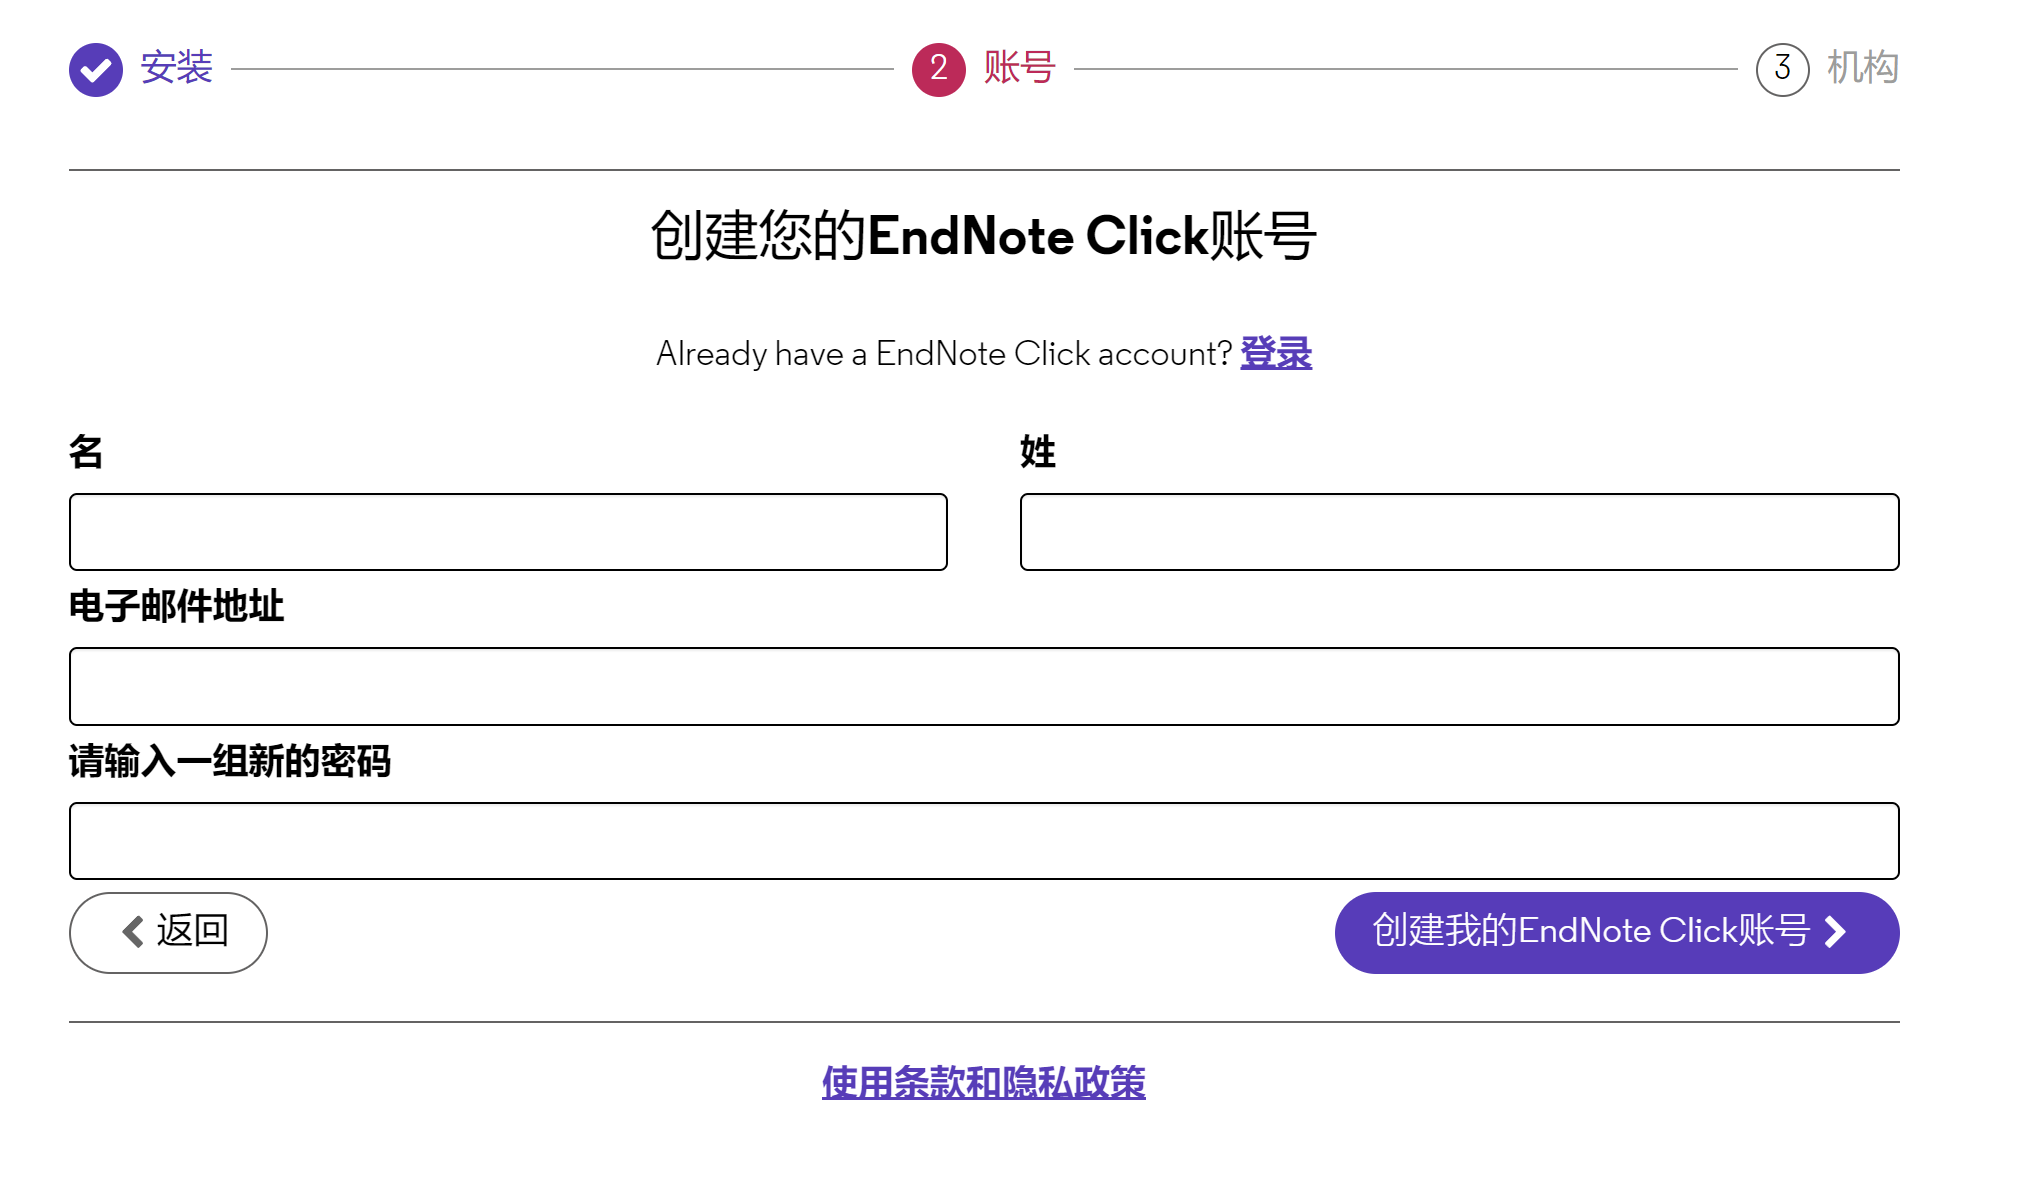 安装
2 账号
3 机构
创建您的EndNote Click账号
Already have a EndNote Click account? 登录
名
姓
电子邮件地址
请输入一组新的密码
返回
创建我的EndNote Click账号
使用条款和隐私政策